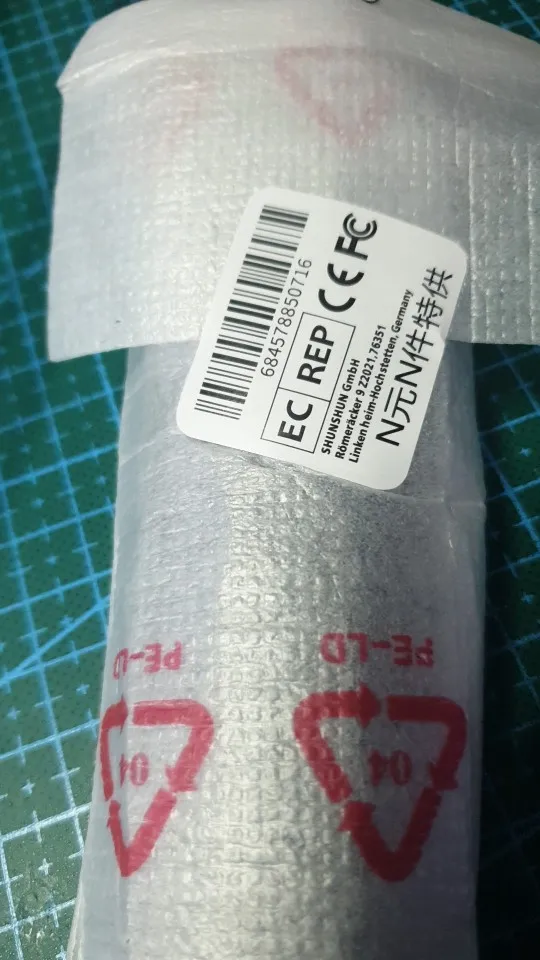 684578850716
EC REP CE FC
SHUNSHUN GmbH
Römeräcker 9 Z2021,76351
Linkenheim-Hochstetten, Germany
N元N件特供
PE-LD
PE-LD
04
04